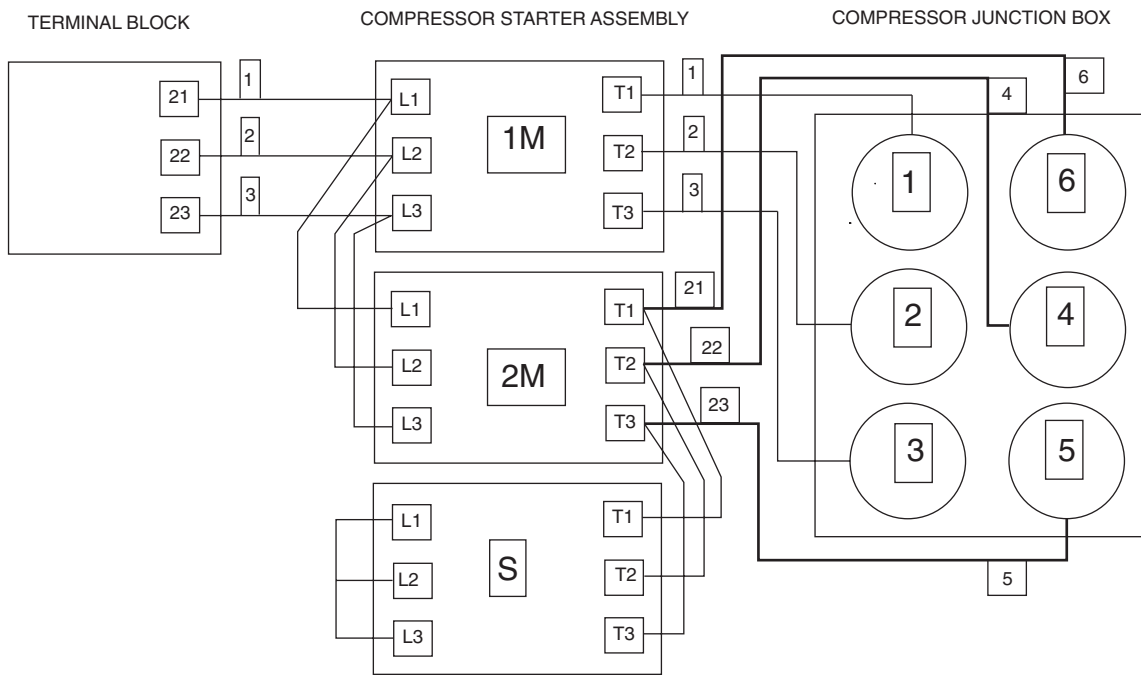 TERMINAL BLOCK
COMPRESSOR STARTER ASSEMBLY
COMPRESSOR JUNCTION BOX
21
1
22
2
23
3
L1
L2
L3
1M
T1
T2
T3
1
2
3
L1
L2
L3
2M
T1
T2
T3
21
22
23
L1
L2
L3
S
T1
T2
T3
6
4
1
6
2
4
3
5
5